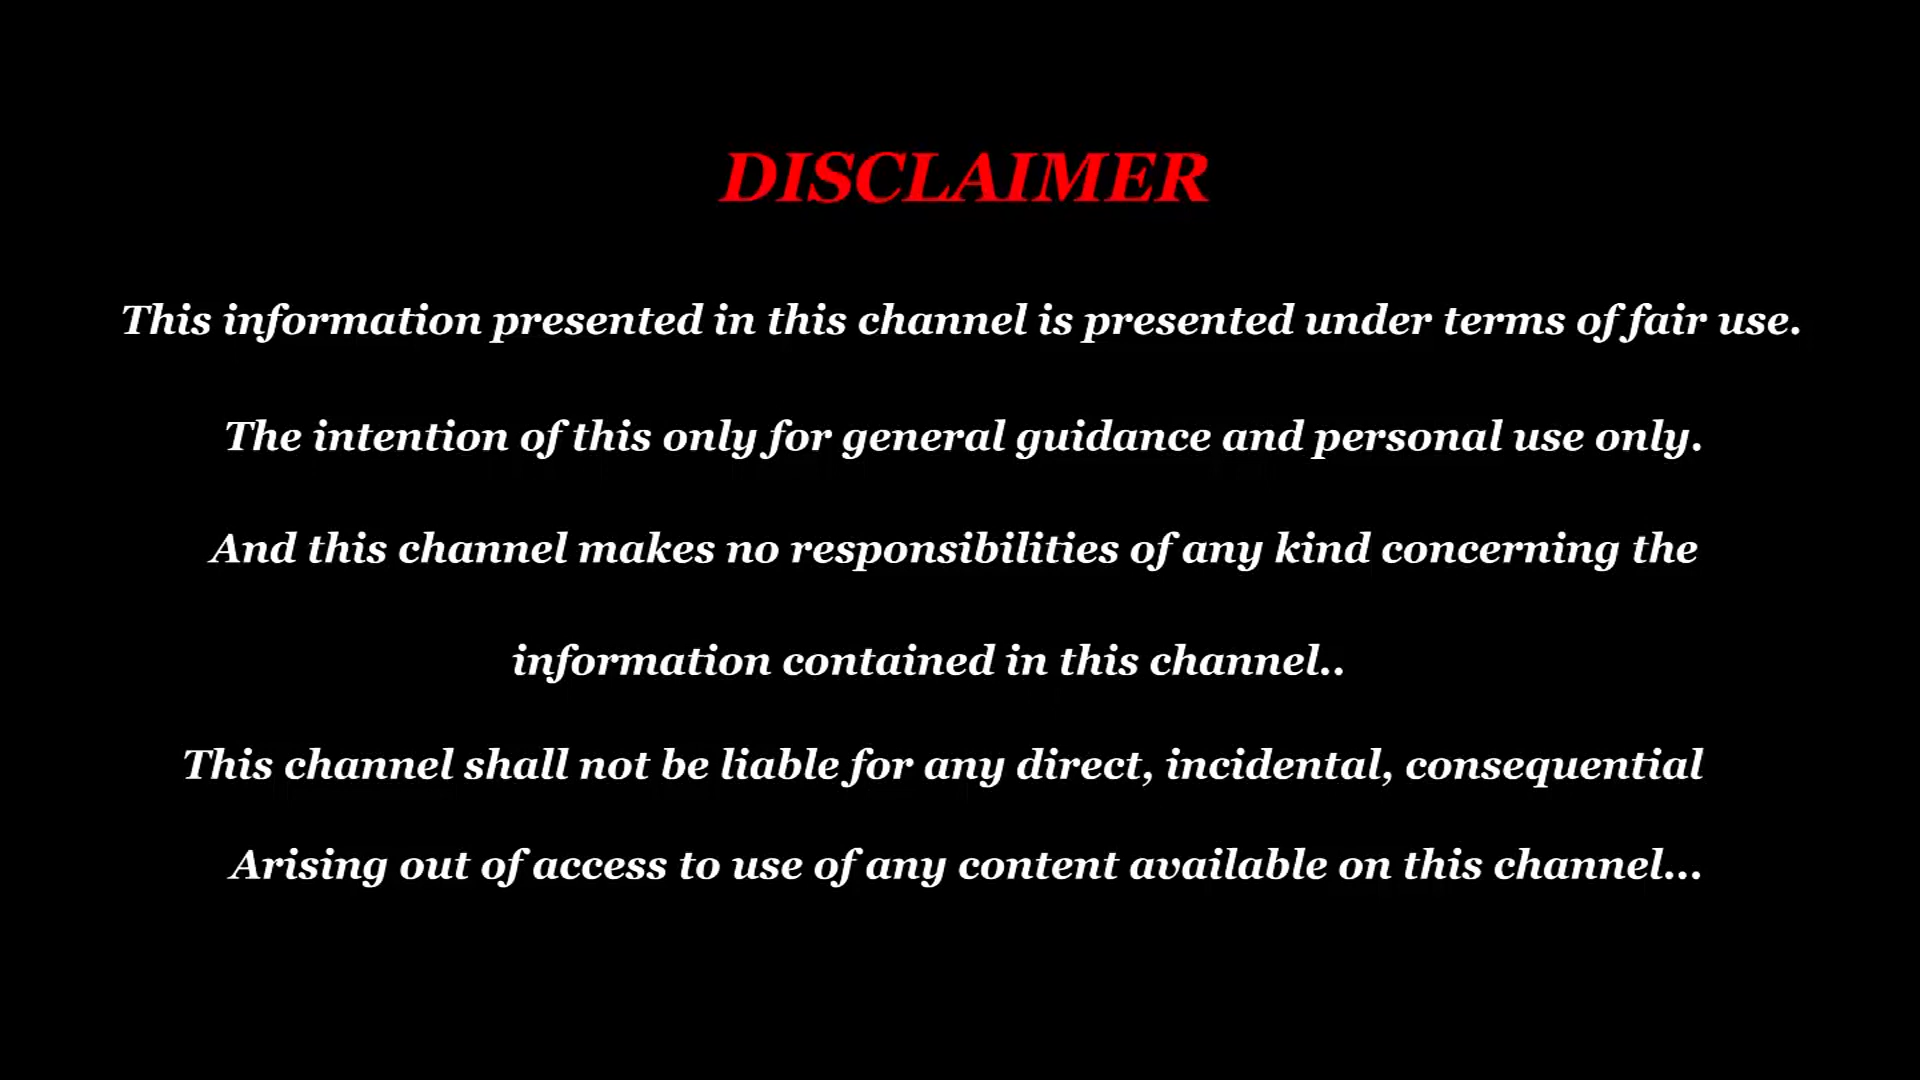 DISCLAIMER
This information presented in this channel is presented under terms of fair use.
The intention of this only for general guidance and personal use only.
And this channel makes no responsibilities of any kind concerning the
information contained in this channel..
This channel shall not be liable for any direct, incidental, consequential
Arising out of access to use of any content available on this channel...